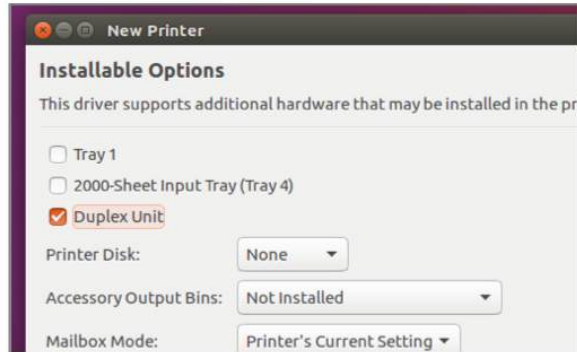 New Printer
Installable Options
This driver supports additional hardware that may be installed in the pr
Tray 1
2000-Sheet Input Tray (Tray 4)
Duplex Unit
Printer Disk: None
Accessory Output Bins: Not Installed
Mailbox Mode: Printer's Current Setting